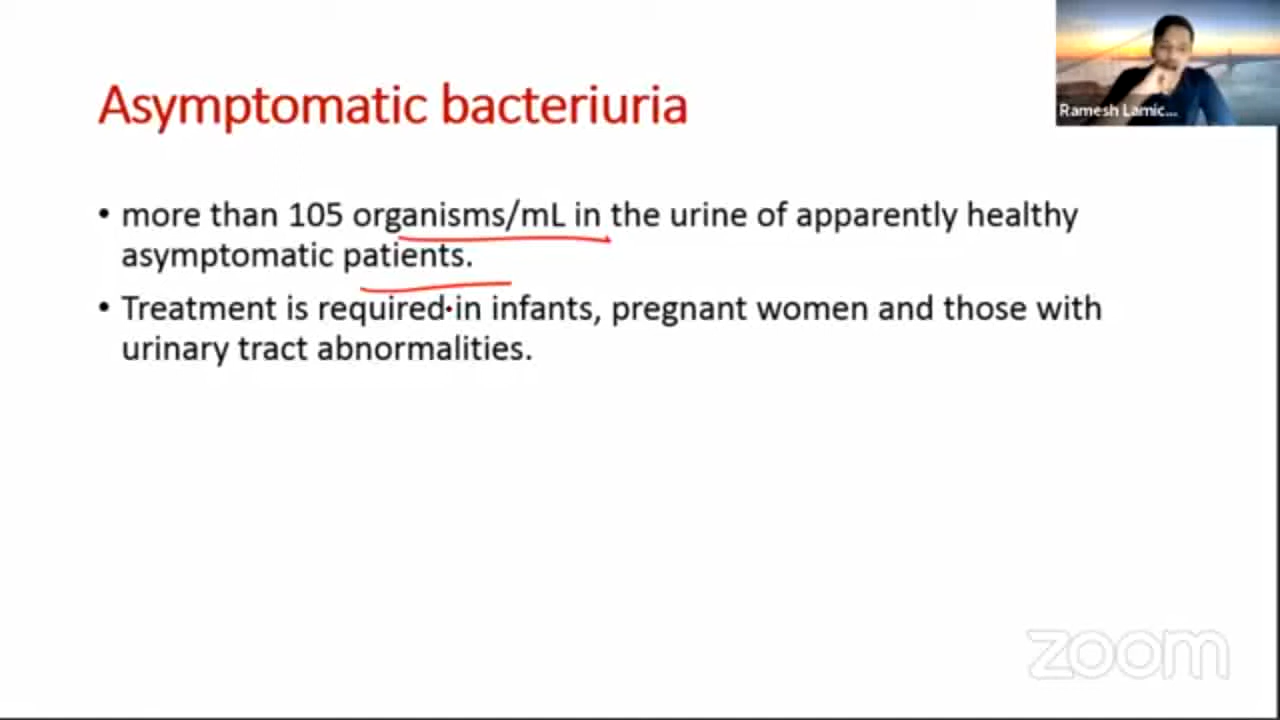 Ramesh Lamic...
Asymptomatic bacteriuria
• more than 105 organisms/mL in the urine of apparently healthy
asymptomatic patients.
• Treatment is required in infants, pregnant women and those with
urinary tract abnormalities.
zoom